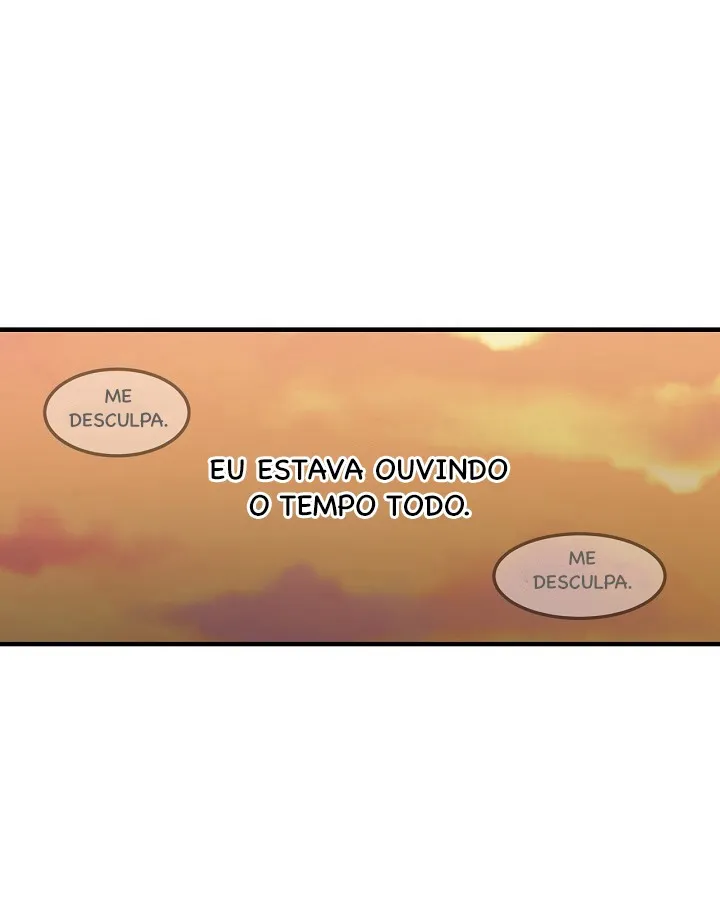 ME
DESCULPA.
EU ESTAVA OUVINDO
O TEMPO TODO.
ME
DESCULPA.